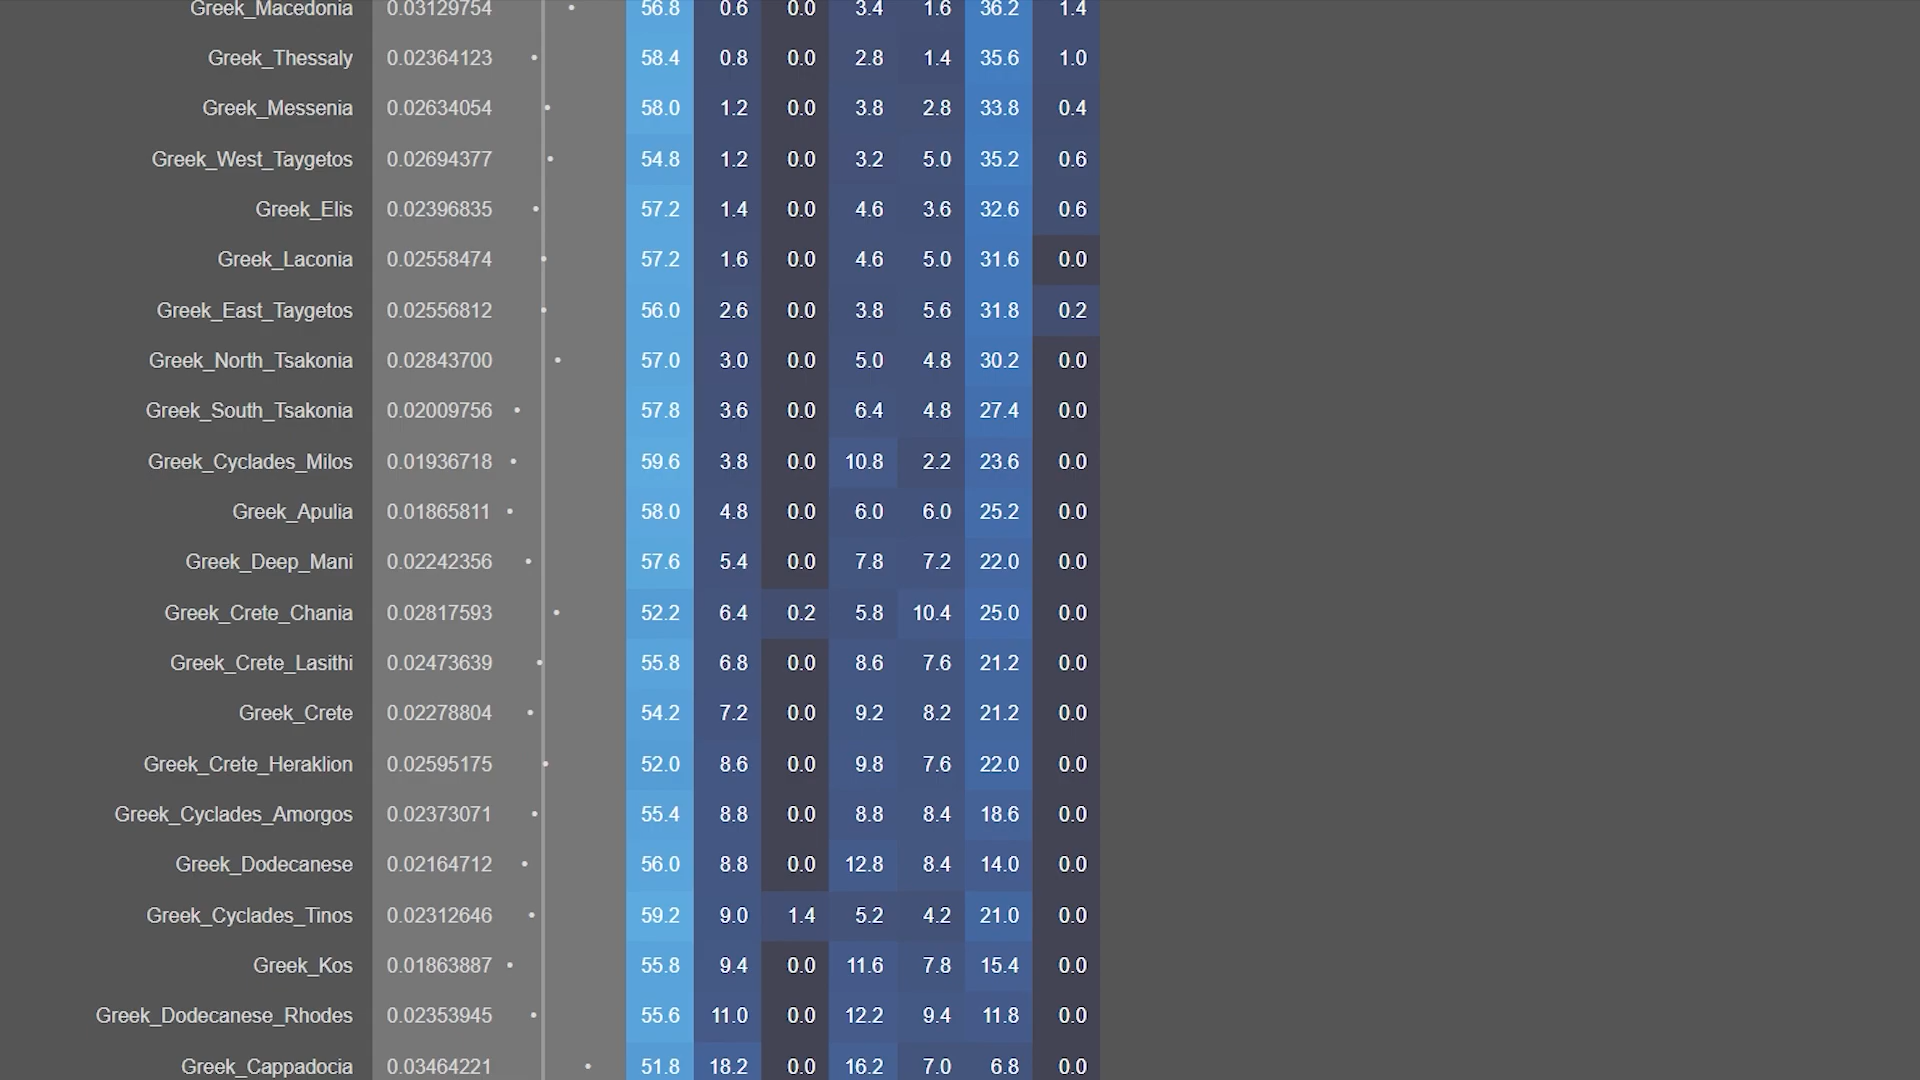 Greek_Macedonia 0.03129754 56.8 0.6 0.0 3.4 1.6 36.2 1.4
Greek_Thessaly 0.02364123 58.4 0.8 0.0 2.8 1.4 35.6 1.0
Greek_Messenia 0.02634054 58.0 1.2 0.0 3.8 2.8 33.8 0.4
Greek_West_Taygetos 0.02694377 54.8 1.2 0.0 3.2 5.0 35.2 0.6
Greek_Elis 0.02396835 57.2 1.4 0.0 4.6 3.6 32.6 0.6
Greek_Laconia 0.02558474 57.2 1.6 0.0 4.6 5.0 31.6 0.0
Greek_East_Taygetos 0.02556812 56.0 2.6 0.0 3.8 5.6 31.8 0.2
Greek_North_Tsakonia 0.02843700 57.0 3.0 0.0 5.0 4.8 30.2 0.0
Greek_South_Tsakonia 0.02009756 57.8 3.6 0.0 6.4 4.8 27.4 0.0
Greek_Cyclades_Milos 0.01936718 59.6 3.8 0.0 10.8 2.2 23.6 0.0
Greek_Apulia 0.01865811 58.0 4.8 0.0 6.0 6.0 25.2 0.0
Greek_Deep_Mani 0.02242356 57.6 5.4 0.0 7.8 7.2 22.0 0.0
Greek_Crete_Chania 0.02817593 52.2 6.4 0.2 5.8 10.4 25.0 0.0
Greek_Crete_Lasithi 0.02473639 55.8 6.8 0.0 8.6 7.6 21.2 0.0
Greek_Crete 0.02278804 54.2 7.2 0.0 9.2 8.2 21.2 0.0
Greek_Crete_Heraklion 0.02595175 52.0 8.6 0.0 9.8 7.6 22.0 0.0
Greek_Cyclades_Amorgos 0.02373071 55.4 8.8 0.0 8.8 8.4 18.6 0.0
Greek_Dodecanese 0.02164712 56.0 8.8 0.0 12.8 8.4 14.0 0.0
Greek_Cyclades_Tinos 0.02312646 59.2 9.0 1.4 5.2 4.2 21.0 0.0
Greek_Kos 0.01863887 55.8 9.4 0.0 11.6 7.8 15.4 0.0
Greek_Dodecanese_Rhodes 0.02353945 55.6 11.0 0.0 12.2 9.4 11.8 0.0
Greek_Cappadocia 0.03464221 51.8 18.2 0.0 16.2 7.0 6.8 0.0